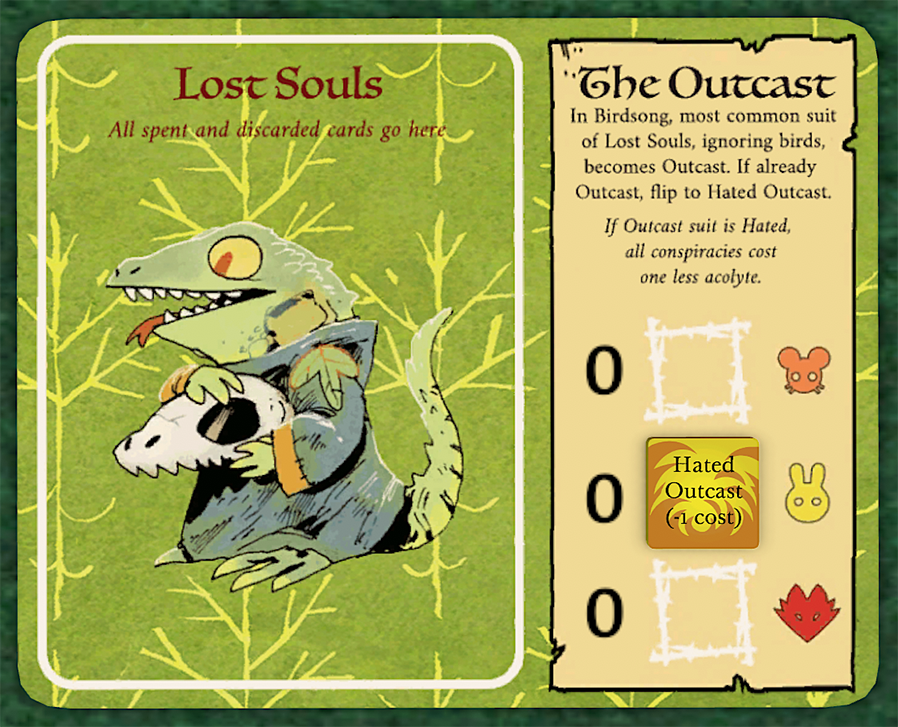 Lost Souls
All spent and discarded cards go here
The Outcast
In Birdsong, most common suit
of Lost Souls, ignoring birds,
becomes Outcast. If already
Outcast, flip to Hated Outcast.
If Outcast suit is Hated,
all conspiracies cost
one less acolyte.
0
0
Hated
Outcast
(-1 cost)
0